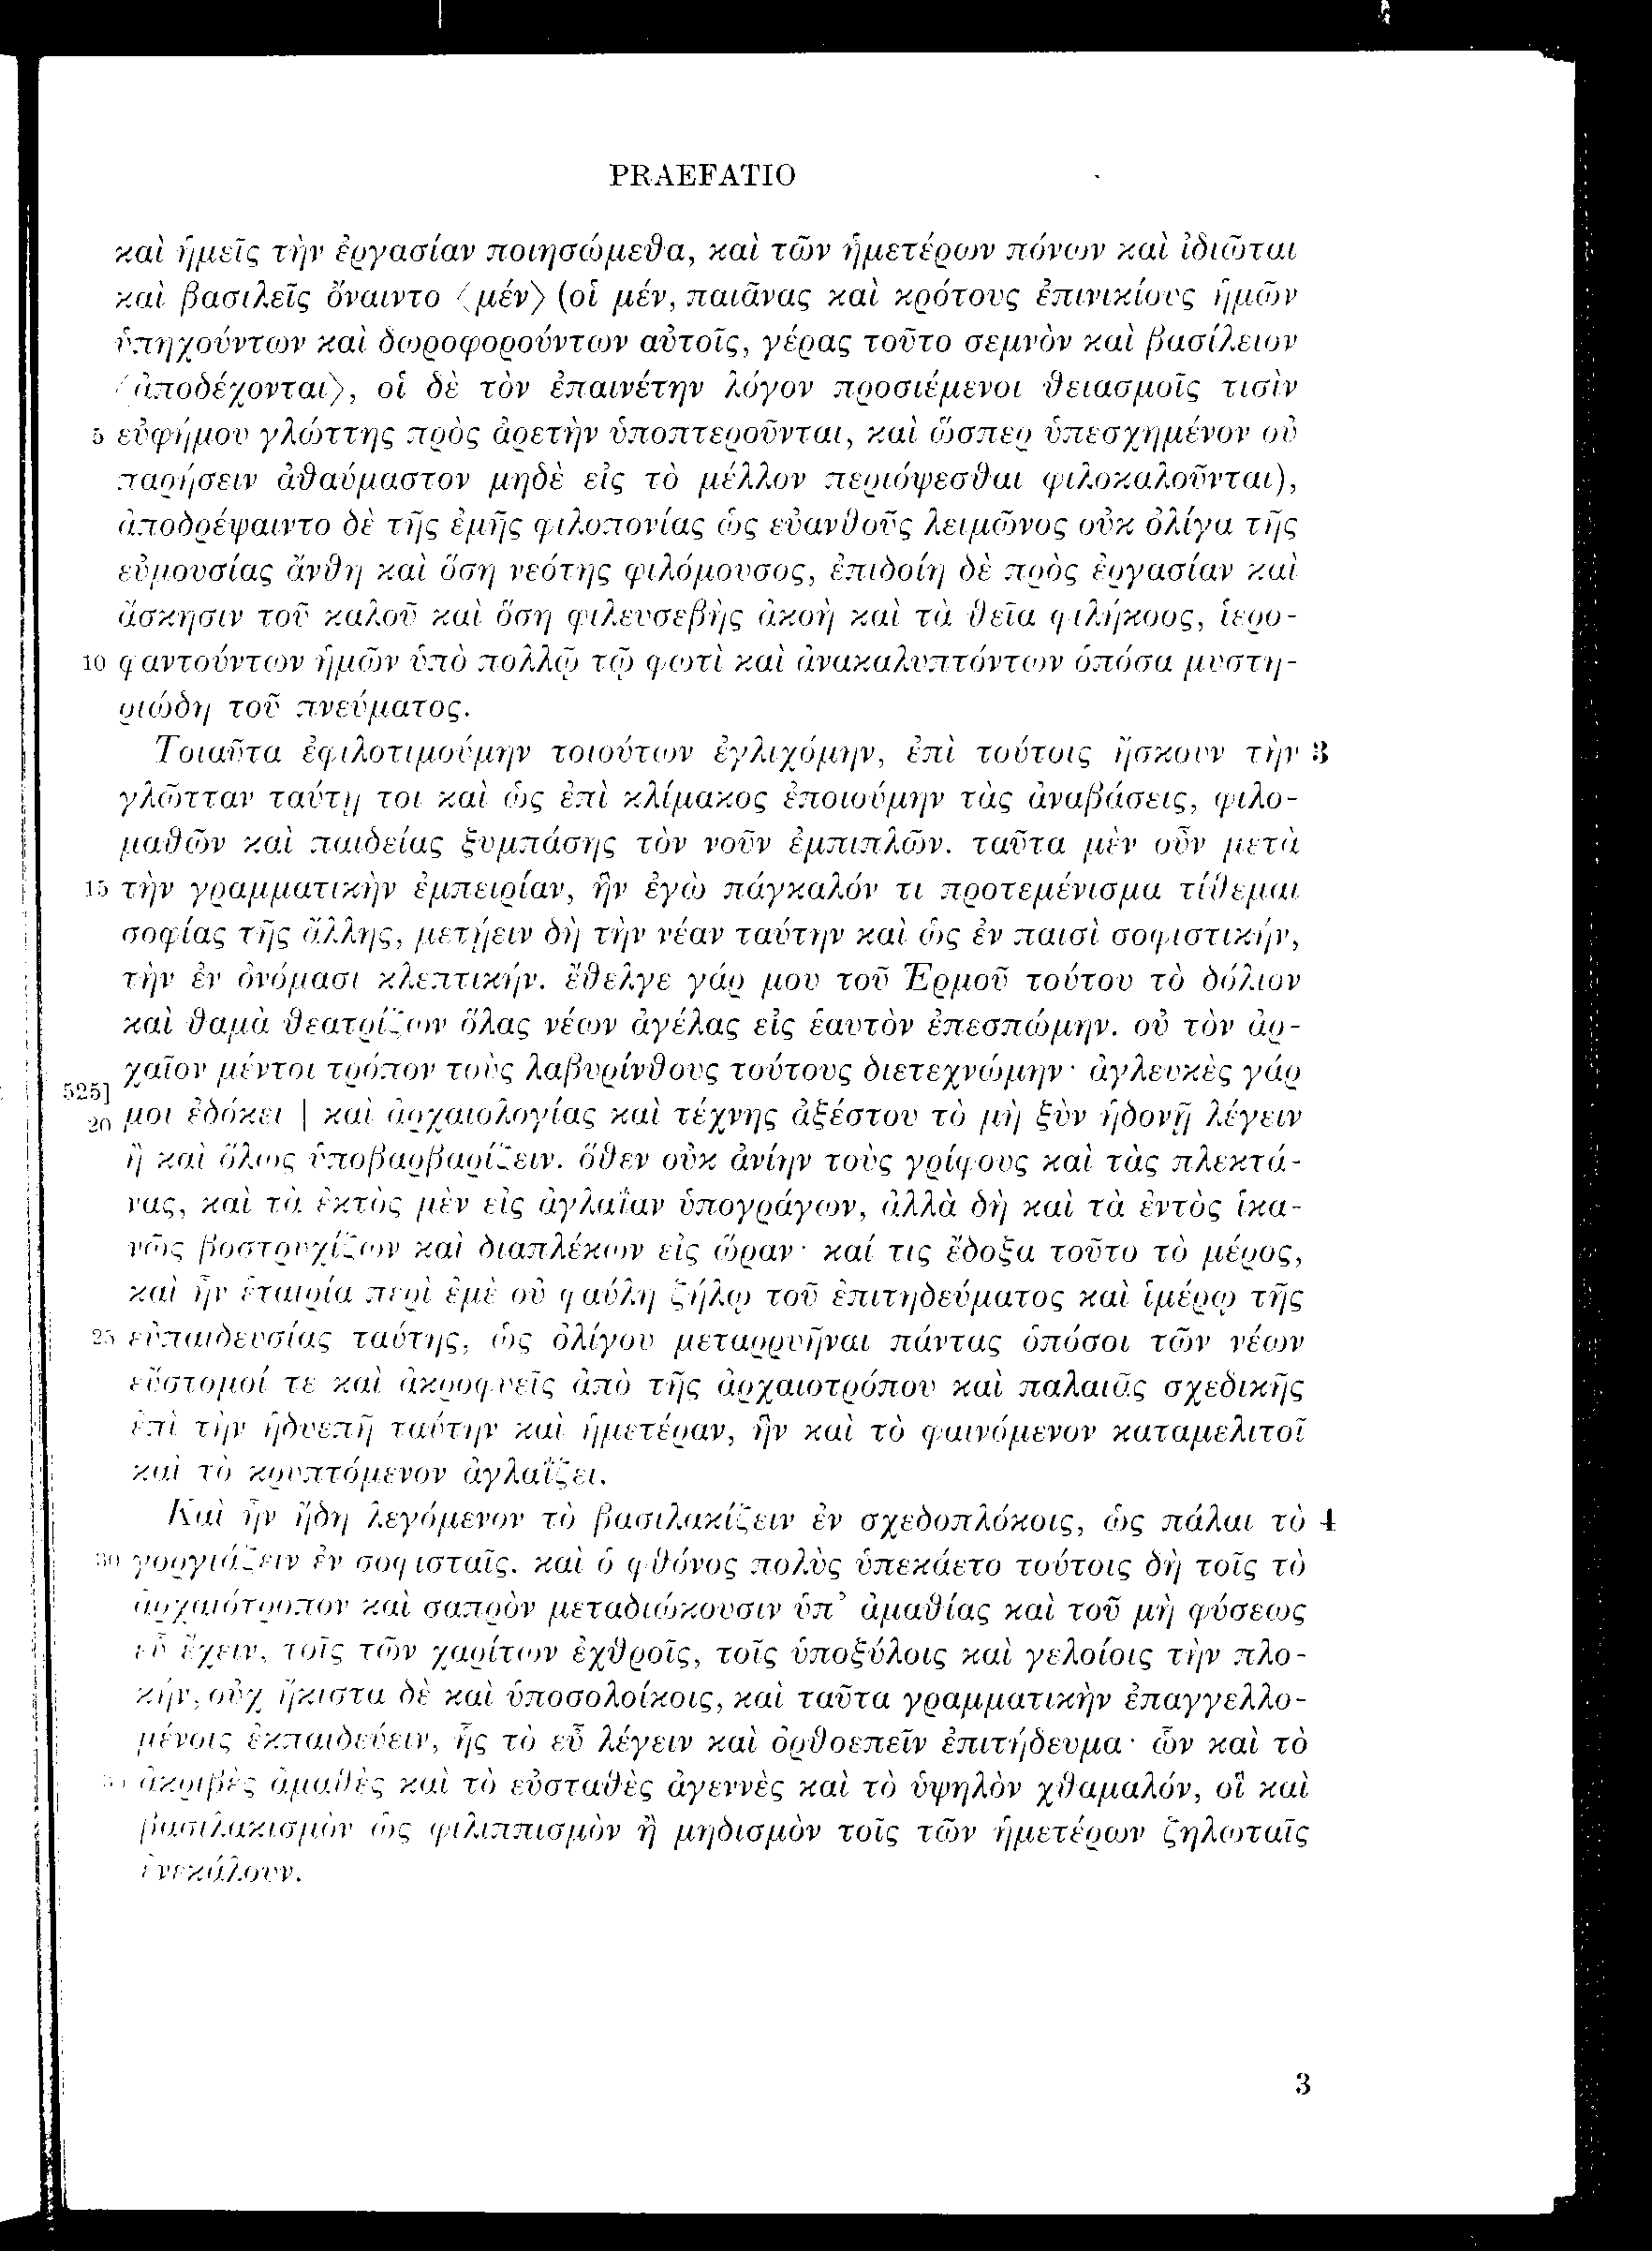 PRAEFATIO
καὶ ἡμεῖς τὴν ἐργασίαν ποιησώμεθα, καὶ τῶν ἡμετέρων πόνων καὶ ἰδιῶται
καὶ βασιλεῖς ὄναιντο ⟨μέν⟩ (οἱ μέν, παιᾶνας καὶ κρότους ἐπινικίους ἡμῶν
ὑπηχούντων καὶ δωροφορούντων αὐτοῖς, γέρας τοῦτο σεμνὸν καὶ βασίλειον
⟨ἀποδέχονται⟩, οἱ δὲ τὸν ἐπαινέτην λόγον προσιέμενοι θειασμοῖς τισὶν
5 εὐφήμου γλώττης πρὸς ἀρετὴν ὑποπτεροῦνται, καὶ ὥσπερ ὑπεσχημένον οὐ
παρήσειν ἀθαύμαστον μηδὲ εἰς τὸ μέλλον περιόψεσθαι φιλοκαλοῦνται),
ἀποδρέψαιντο δὲ τῆς ἐμῆς φιλοπονίας ὡς εὐανθοῦς λειμῶνος οὐκ ὀλίγα τῆς
εὐμουσίας ἄνθη καὶ ὅση νεότης φιλόμουσος, ἐπιδοίη δὲ πρὸς ἐργασίαν καὶ
ἄσκησιν τοῦ καλοῦ καὶ ὅση φιλευσεβὴς ἀκοὴ καὶ τὰ θεῖα φιλήκοος, ἱερο-
10 φαντούντων ἡμῶν ὑπὸ πολλῷ τῷ φωτὶ καὶ ἀνακαλυπτόντων ὁπόσα μυστη-
ριώδη τοῦ πνεύματος.
Τοιαῦτα ἐφιλοτιμούμην τοιούτων ἐγλιχόμην, ἐπὶ τούτοις ἤσκουν τὴν 3
γλῶτταν ταύτῃ τοι καὶ ὡς ἐπὶ κλίμακος ἐποιούμην τὰς ἀναβάσεις, φιλο-
μαθῶν καὶ παιδείας ξυμπάσης τὸν νοῦν ἐμπιπλῶν. ταῦτα μὲν οὖν μετὰ
15 τὴν γραμματικὴν ἐμπειρίαν, ἣν ἐγὼ πάγκαλόν τι προτεμένισμα τίθεμαι
σοφίας τῆς ἄλλης, μετῄειν δὴ τὴν νέαν ταύτην καὶ ὡς ἐν παισὶ σοφιστικήν,
τὴν ἐν ὀνόμασι κλεπτικήν. ἔθελγε γάρ μου τοῦ Ἑρμοῦ τούτου τὸ δόλιον
καὶ θαμὰ θεατρίζων ὅλας νέων ἀγέλας εἰς ἑαυτὸν ἐπεσπώμην. οὐ τὸν ἀρ-
χαῖον μέντοι τρόπον τοὺς λαβυρίνθους τούτους διετεχνώμην· ἀγλευκὲς γάρ
525]
20 μοι ἐδόκει | καὶ ἀρχαιολογίας καὶ τέχνης ἀξέστου τὸ μὴ ξὺν ἡδονῇ λέγειν
ἢ καὶ ὅλως ὑποβαρβαρίζειν. ὅθεν οὐκ ἀνίην τοὺς γρίφους καὶ τὰς πλεκτά-
νας, καὶ τὰ ἐκτὸς μὲν εἰς ἀγλαΐαν ὑπογράφων, ἀλλὰ δὴ καὶ τὰ ἐντὸς ἱκα-
νῶς βοστρυχίζων καὶ διαπλέκων εἰς ὥραν· καί τις ἔδοξα τοῦτο τὸ μέρος,
καὶ ἦν ἑταιρία περὶ ἐμὲ οὐ φαύλη ζήλῳ τοῦ ἐπιτηδεύματος καὶ ἱμέρῳ τῆς
25 εὐπαιδευσίας ταύτης, ὡς ὀλίγου μεταρρυῆναι πάντας ὁπόσοι τῶν νέων
εὔστομοί τε καὶ ἀκροφυεῖς ἀπὸ τῆς ἀρχαιοτρόπου καὶ παλαιᾶς σχεδικῆς
ἐπὶ τὴν ἡδυεπῆ ταύτην καὶ ἡμετέραν, ἣν καὶ τὸ φαινόμενον καταμελιτοῖ
καὶ τὸ κρυπτόμενον ἀγλαΐζει.
Καὶ ἦν ἤδη λεγόμενον τὸ βασιλακίζειν ἐν σχεδοπλόκοις, ὡς πάλαι τὸ 4
30 γοργιάζειν ἐν σοφισταῖς. καὶ ὁ φθόνος πολὺς ὑπεκάετο τούτοις δὴ τοῖς τὸ
ἀρχαιότροπον καὶ σαπρὸν μεταδιώκουσιν ὑπ’ ἀμαθίας καὶ τοῦ μὴ φύσεως
εὖ ἔχειν, τοῖς τῶν χαρίτων ἐχθροῖς, τοῖς ὑποξύλοις καὶ γελοίοις τὴν πλο-
κήν, οὐχ ἥκιστα δὲ καὶ ὑποσολοίκοις, καὶ ταῦτα γραμματικὴν ἐπαγγελλο-
μένοις ἐκπαιδεύειν, ἧς τὸ εὖ λέγειν καὶ ὀρθοεπεῖν ἐπιτήδευμα· ὧν καὶ τὸ
ἀκριβὲς ἀμαθὲς καὶ τὸ εὐσταθὲς ἀγεννὲς καὶ τὸ ὑψηλὸν χθαμαλόν, οἳ καὶ
βασιλακισμὸν ὡς φιλιππισμὸν ἢ μηδισμὸν τοῖς τῶν ἡμετέρων ζηλωταῖς
ἐνεκάλουν.
3